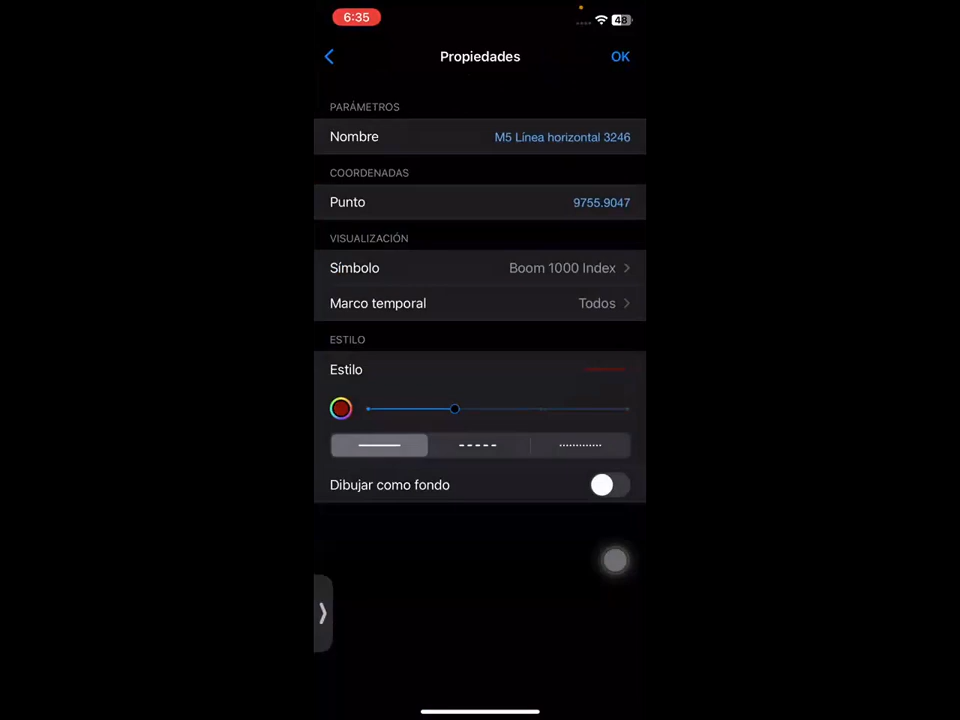 6:35
48
Propiedades
OK
PARÁMETROS
Nombre
M5 Línea horizontal 3246
COORDENADAS
Punto
9755.9047
VISUALIZACIÓN
Símbolo
Boom 1000 Index
Marco temporal
Todos
ESTILO
Estilo
Dibujar como fondo